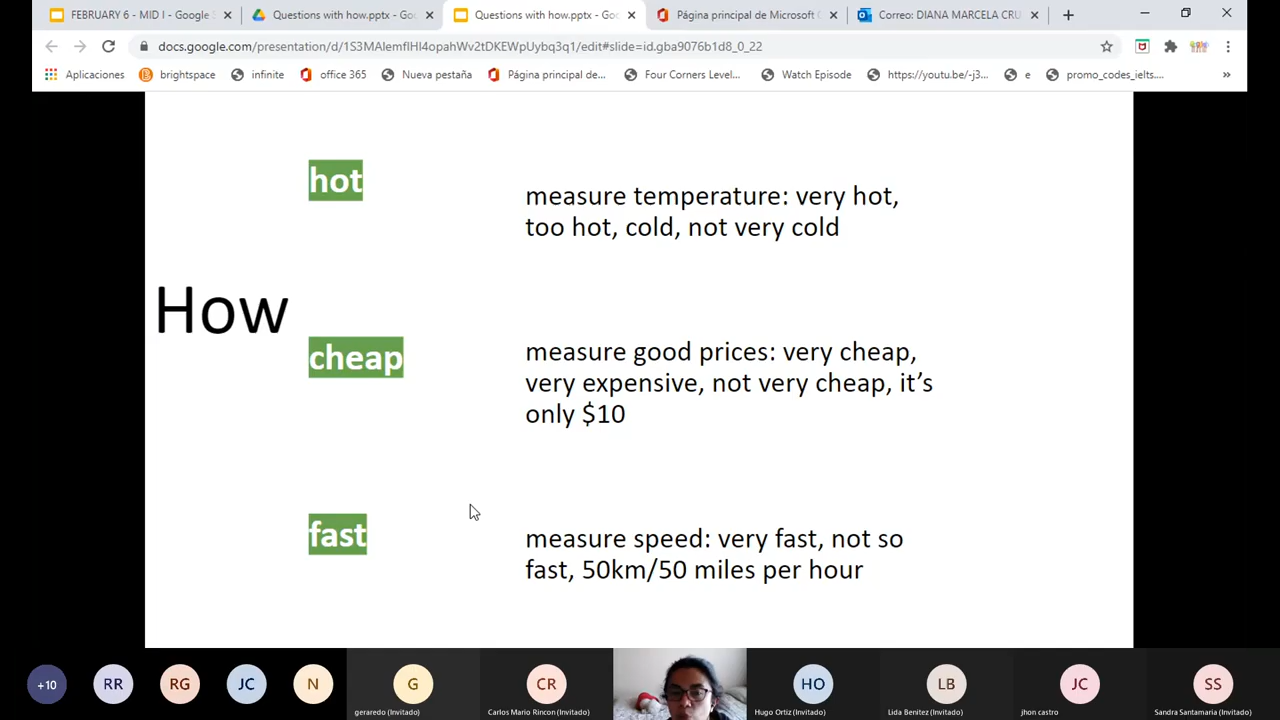 FEBRUARY 6 - MID I - Google S
Questions with how.pptx - Goo
Questions with how.pptx - Goo
Página principal de Microsoft O
Correo: DIANA MARCELA CRU
docs.google.com/presentation/d/1S3MAlemfIHI4opahWv2tDKEWpUybq3q1/edit#slide=id.gba9076b1d8_0_22
Aplicaciones
brightspace
infinite
office 365
Nueva pestaña
Página principal de...
Four Corners Level...
Watch Episode
https://youtu.be/-j3...
e
promo_codes_ielts....
»
How
hot
measure temperature: very hot,
too hot, cold, not very cold
cheap
measure good prices: very cheap,
very expensive, not very cheap, it’s
only $10
fast
measure speed: very fast, not so
fast, 50km/50 miles per hour
+10
RR
RG
JC
N
G
geraredo (Invitado)
CR
Carlos Mario Rincon (Invitado)
HO
Hugo Ortiz (Invitado)
LB
Lida Benitez (Invitado)
JC
jhon castro
SS
Sandra Santamaria (Invitado)